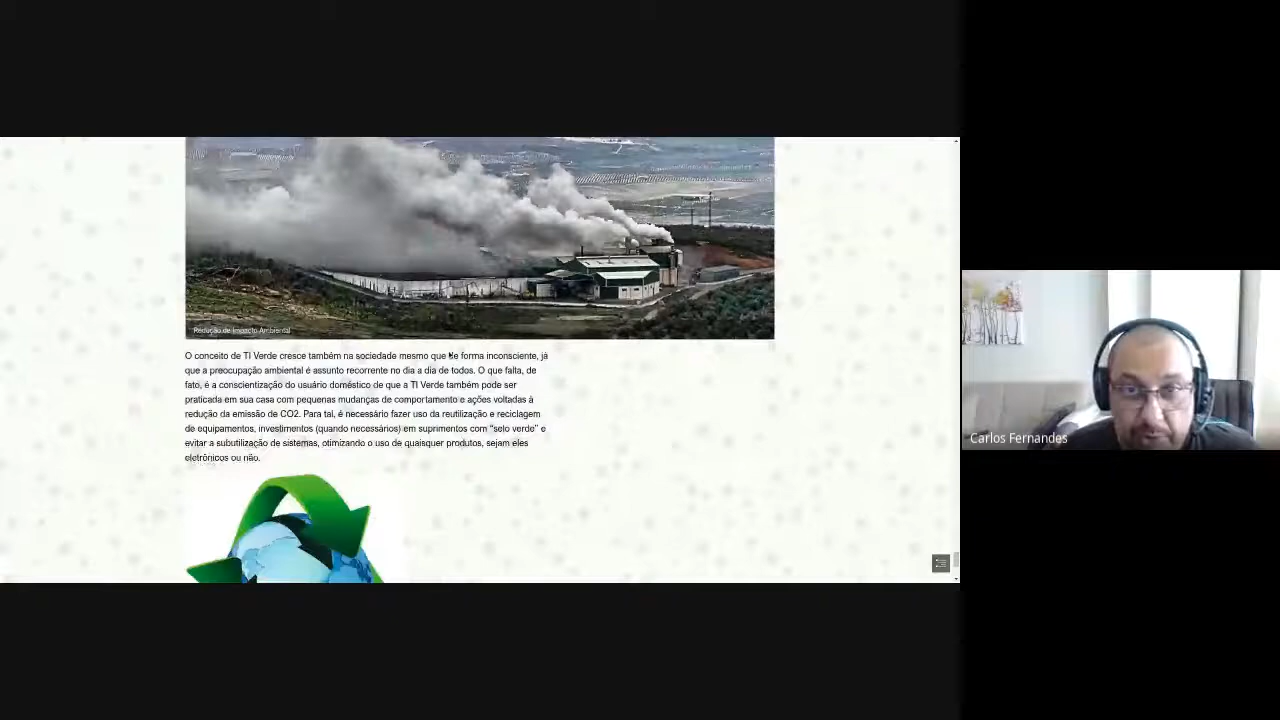 Redução de Impacto Ambiental
O conceito de TI Verde cresce também na sociedade mesmo que de forma inconsciente, já
que a preocupação ambiental é assunto recorrente no dia a dia de todos. O que falta, de
fato, é a conscientização do usuário doméstico de que a TI Verde também pode ser
praticada em sua casa com pequenas mudanças de comportamento e ações voltadas à
redução da emissão de CO2. Para tal, é necessário fazer uso da reutilização e reciclagem
de equipamentos, investimentos (quando necessários) em suprimentos com “selo verde” e
evitar a subutilização de sistemas, otimizando o uso de quaisquer produtos, sejam eles
eletrônicos ou não.
Carlos Fernandes